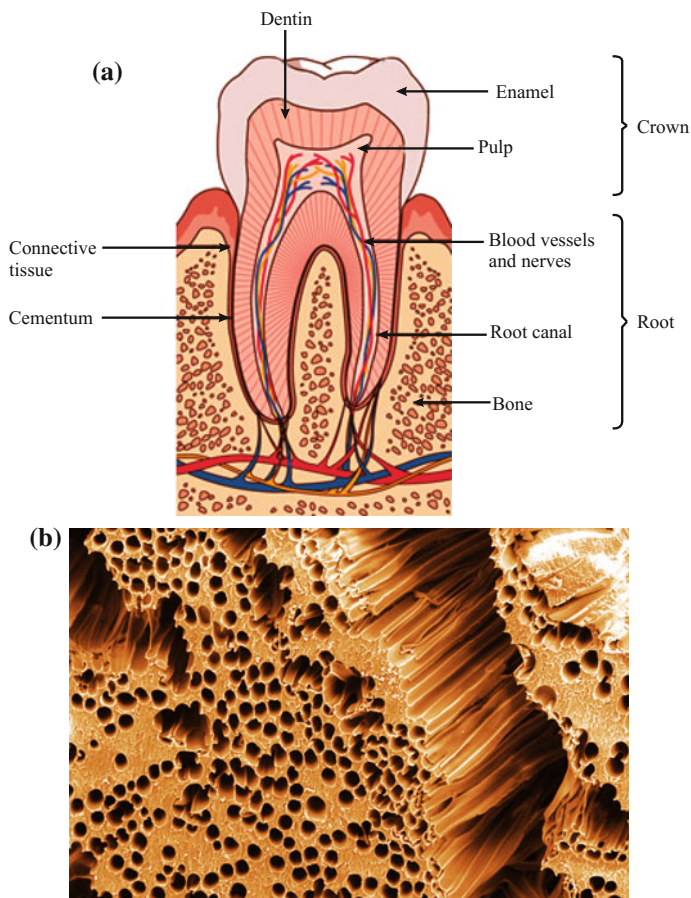 Dentin
(a)
Enamel
Crown
Pulp
Connective
tissue
Blood vessels
and nerves
Cementum
Root canal
Root
Bone
(b)